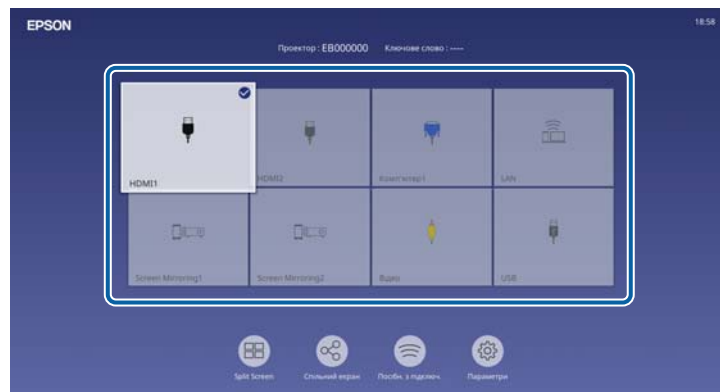 EPSON
18:58
Проектор : EB000000 Ключове слово : ----
HDMI1
HDMI2
Комп'ютер1
LAN
Screen Mirroring1
Screen Mirroring2
Відео
USB
Split Screen
Спільний екран
Посібн. з підключ.
Параметри